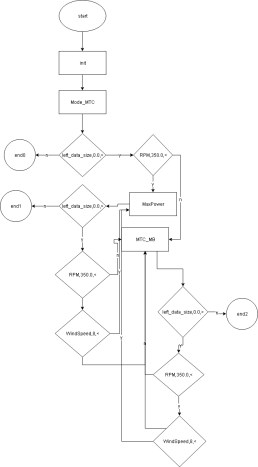 start
init
Mode_MTC
end0
left_data_size,0.0,+
RPM,350.0,+
y
n
end1
left_data_size,0.0,+
MaxPower
MTC_MB
RPM,350.0,+
left_data_size,0.0,+
end2
WindSpeed,8,+
RPM,350.0,+
y
WindSpeed,8,+